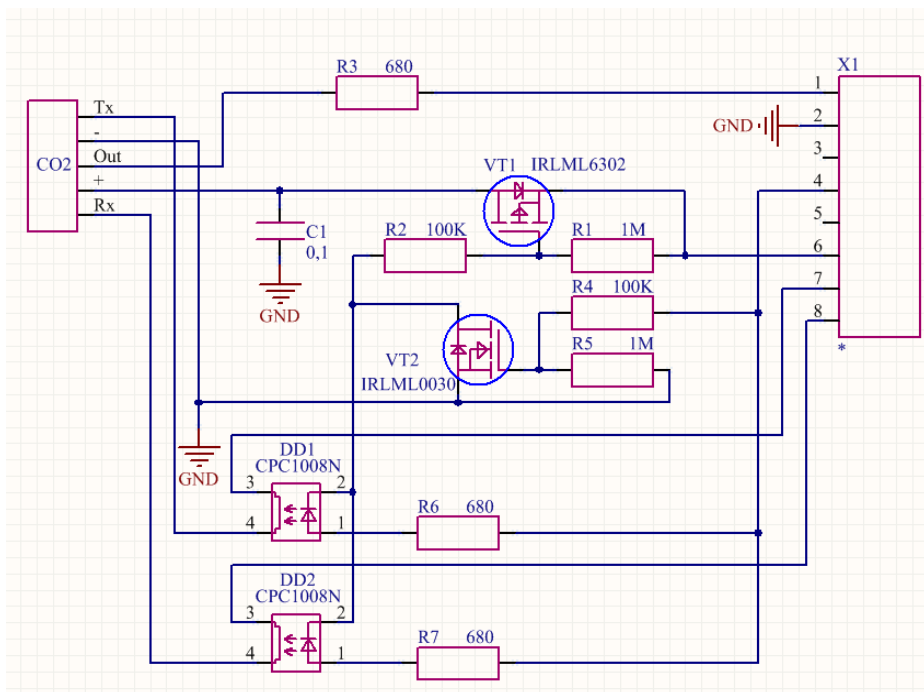 X1
R3 680
1
Tx
-
Out
CO2
+
Rx
GND
2
3
VT1 IRLML6302
4
C1
0,1
R2 100K
R1 1M
5
6
R4 100K
7
8
GND
R5 1M
*
VT2
IRLML0030
DD1
CPC1008N
GND
3
2
4
1
R6 680
DD2
CPC1008N
3
2
4
1
R7 680